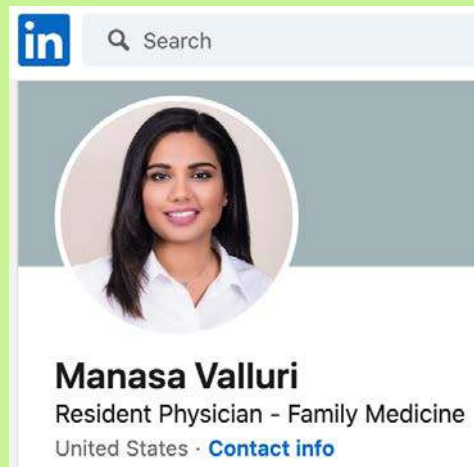 in Search
Manasa Valluri
Resident Physician - Family Medicine
United States · Contact info